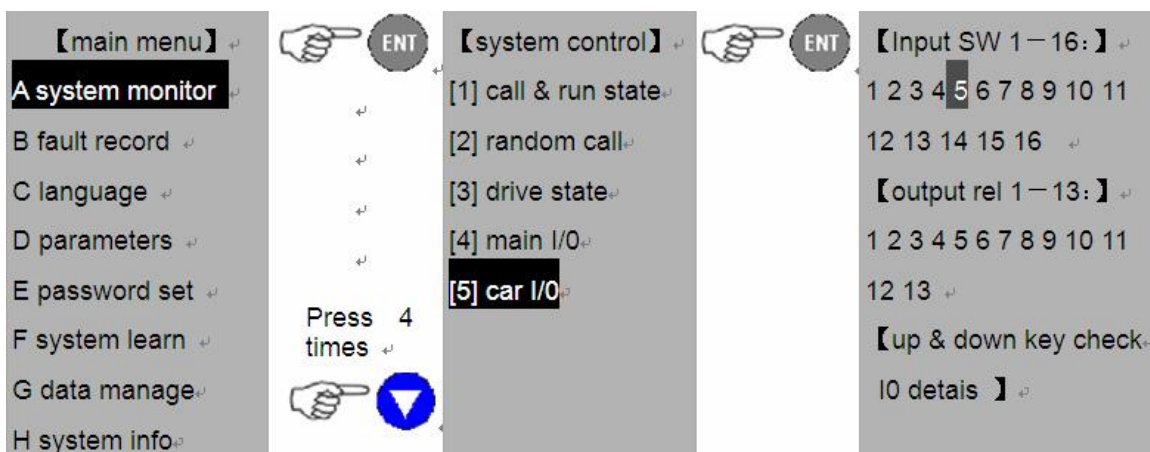 【main menu】
A system monitor
B fault record
C language
D parameters
E password set
F system learn
G data manage
H system info
ENT
Press 4
times
【system control】
[1] call & run state
[2] random call
[3] drive state
[4] main I/0
[5] car I/0
ENT
【Input SW 1－16:】
1 2 3 4 5 6 7 8 9 10 11
12 13 14 15 16
【output rel 1－13:】
1 2 3 4 5 6 7 8 9 10 11
12 13
【up & down key check
I0 detais 】